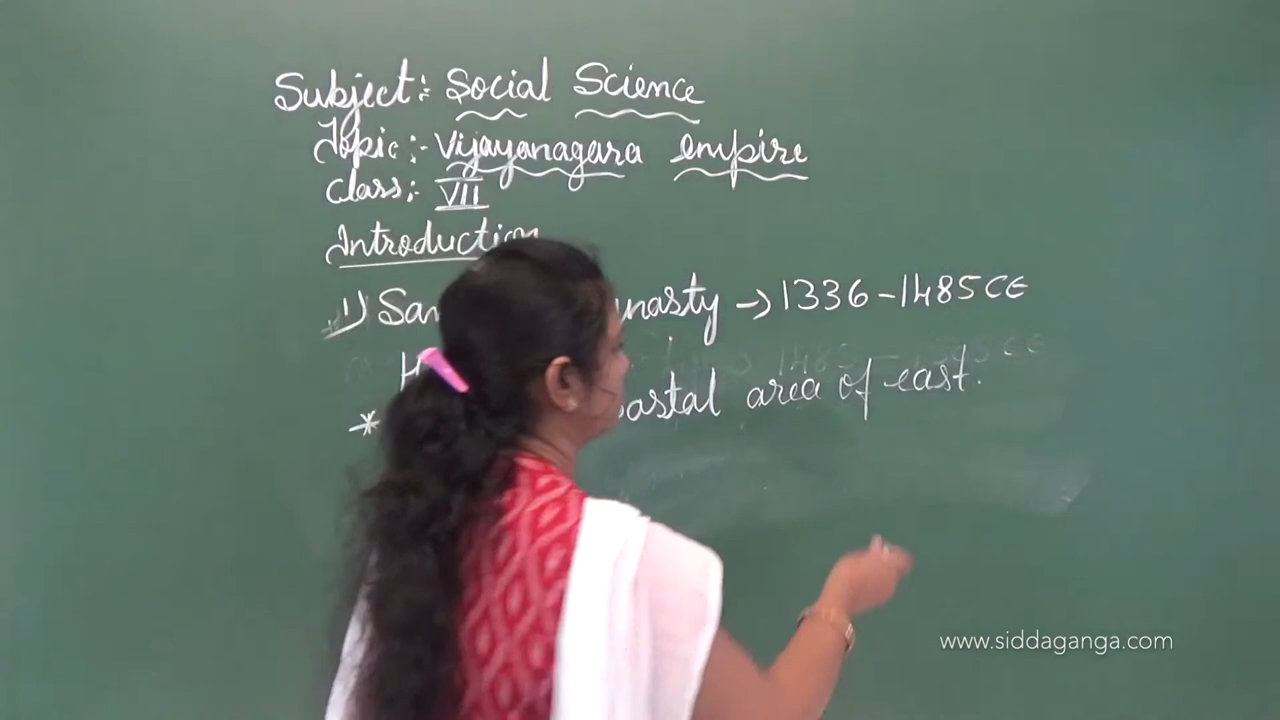 Subject:- Social Science
Topic:- Vijayanagara empire
Class:- VII
Introduction
1) San nasty → 1336-1485CE
H
* astal area of east.
www.siddaganga.com